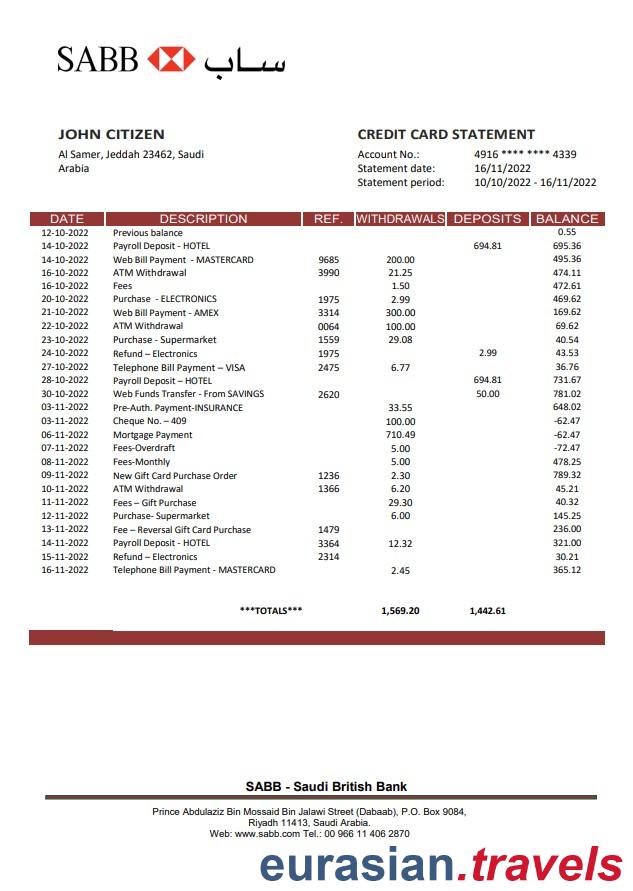 SABB ساب
JOHN CITIZEN
Al Samer, Jeddah 23462, Saudi
Arabia
CREDIT CARD STATEMENT
Account No.: 4916 **** **** 4339
Statement date: 16/11/2022
Statement period: 10/10/2022 - 16/11/2022
DATE DESCRIPTION REF. WITHDRAWALS DEPOSITS BALANCE
12-10-2022 Previous balance 0.55
14-10-2022 Payroll Deposit - HOTEL 694.81 695.36
14-10-2022 Web Bill Payment - MASTERCARD 9685 200.00 495.36
16-10-2022 ATM Withdrawal 3990 21.25 474.11
16-10-2022 Fees 1.50 472.61
20-10-2022 Purchase - ELECTRONICS 1975 2.99 469.62
21-10-2022 Web Bill Payment - AMEX 3314 300.00 169.62
22-10-2022 ATM Withdrawal 0064 100.00 69.62
23-10-2022 Purchase - Supermarket 1559 29.08 40.54
24-10-2022 Refund – Electronics 1975 2.99 43.53
27-10-2022 Telephone Bill Payment – VISA 2475 6.77 36.76
28-10-2022 Payroll Deposit – HOTEL 694.81 731.67
30-10-2022 Web Funds Transfer - From SAVINGS 2620 50.00 781.02
03-11-2022 Pre-Auth. Payment-INSURANCE 33.55 648.02
03-11-2022 Cheque No. – 409 100.00 -62.47
06-11-2022 Mortgage Payment 710.49 -62.47
07-11-2022 Fees-Overdraft 5.00 -72.47
08-11-2022 Fees-Monthly 5.00 478.25
09-11-2022 New Gift Card Purchase Order 1236 2.30 789.32
10-11-2022 ATM Withdrawal 1366 6.20 45.21
11-11-2022 Fees – Gift Purchase 29.30 40.32
12-11-2022 Purchase- Supermarket 6.00 145.25
13-11-2022 Fee – Reversal Gift Card Purchase 1479 236.00
14-11-2022 Payroll Deposit - HOTEL 3364 12.32 321.00
15-11-2022 Refund – Electronics 2314 30.21
16-11-2022 Telephone Bill Payment - MASTERCARD 2.45 365.12
***TOTALS*** 1,569.20 1,442.61
SABB - Saudi British Bank
Prince Abdulaziz Bin Mossaid Bin Jalawi Street (Dabaab), P.O. Box 9084,
Riyadh 11413, Saudi Arabia.
Web: www.sabb.com Tel.: 00 966 11 406 2870
eurasian.travels